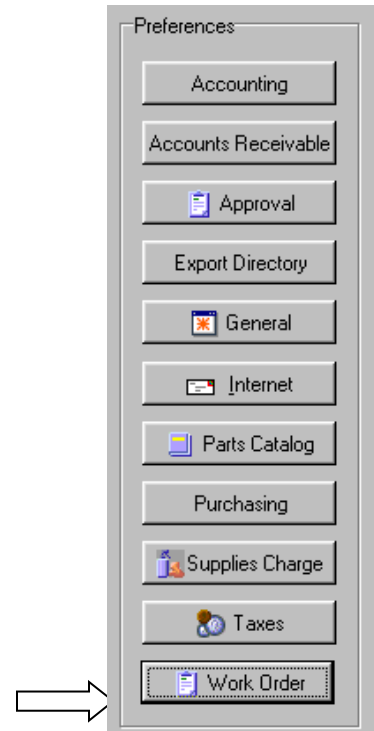 Preferences
Accounting
Accounts Receivable
Approval
Export Directory
General
Internet
Parts Catalog
Purchasing
Supplies Charge
Taxes
Work Order